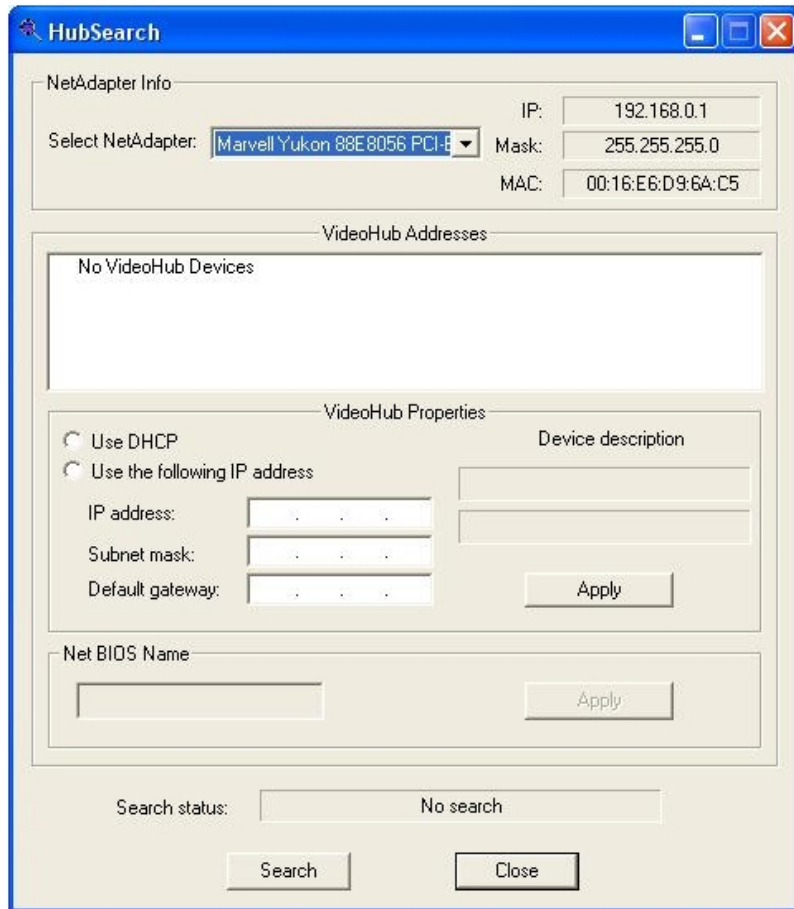 HubSearch
NetAdapter Info
IP: 192.168.0.1
Select NetAdapter: Marvell Yukon 88E8056 PCI-E Mask: 255.255.255.0
MAC: 00:16:E6:D9:6A:C5
VideoHub Addresses
No VideoHub Devices
VideoHub Properties
Use DHCP
Device description
Use the following IP address
IP address: . . .
Subnet mask: . . .
Default gateway: . . .
Apply
Net BIOS Name
Apply
Search status: No search
Search Close